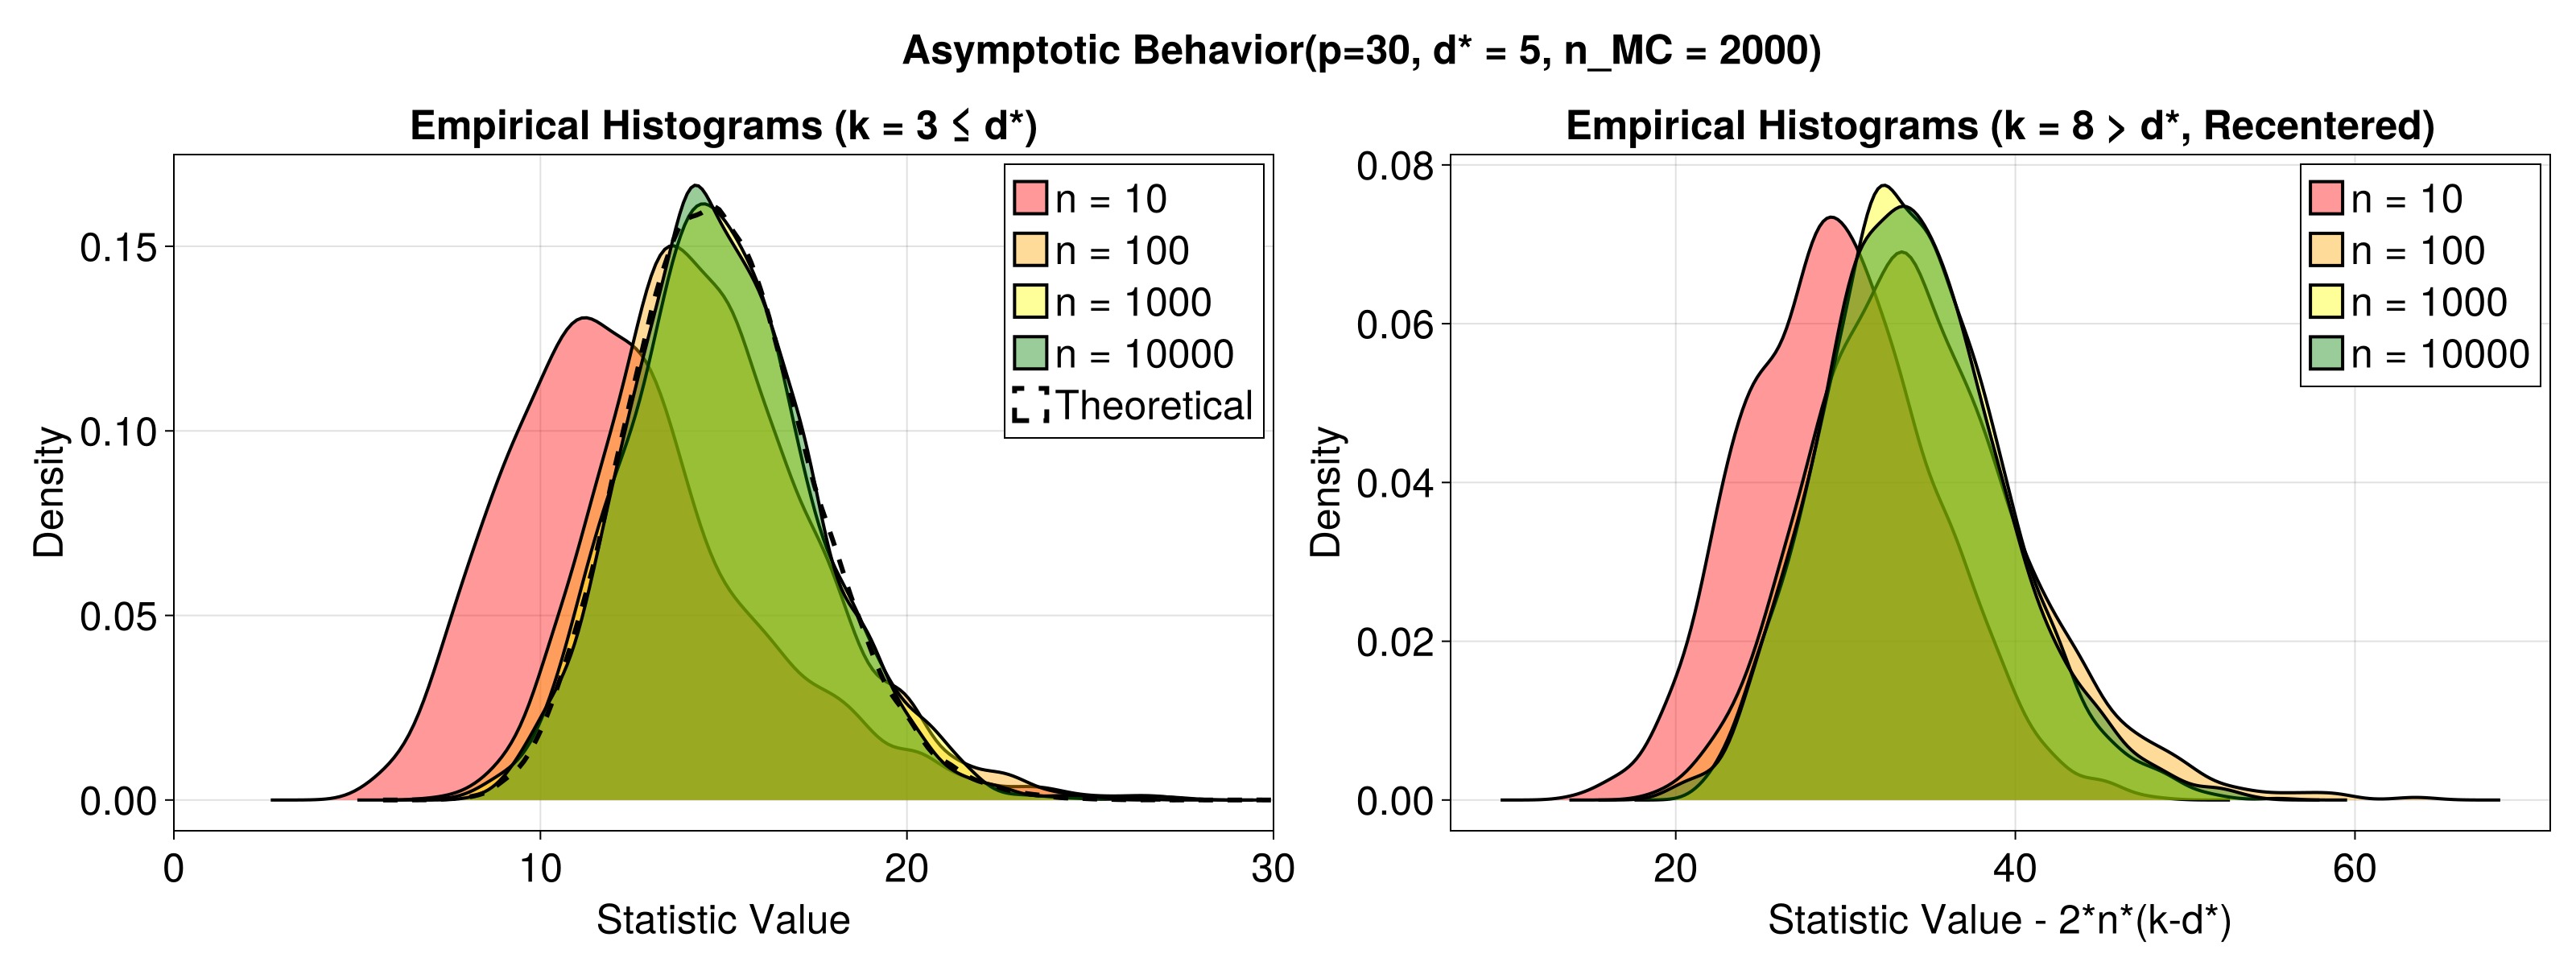 Asymptotic Behavior(p=30, d* = 5, n_MC = 2000)
Empirical Histograms (k = 3 ≤ d*)
Density
0.15
0.10
0.05
0.00
0
10
20
30
Statistic Value
n = 10
n = 100
n = 1000
n = 10000
Theoretical
Empirical Histograms (k = 8 > d*, Recentered)
Density
0.08
0.06
0.04
0.02
0.00
20
40
60
Statistic Value - 2*n*(k-d*)
n = 10
n = 100
n = 1000
n = 10000